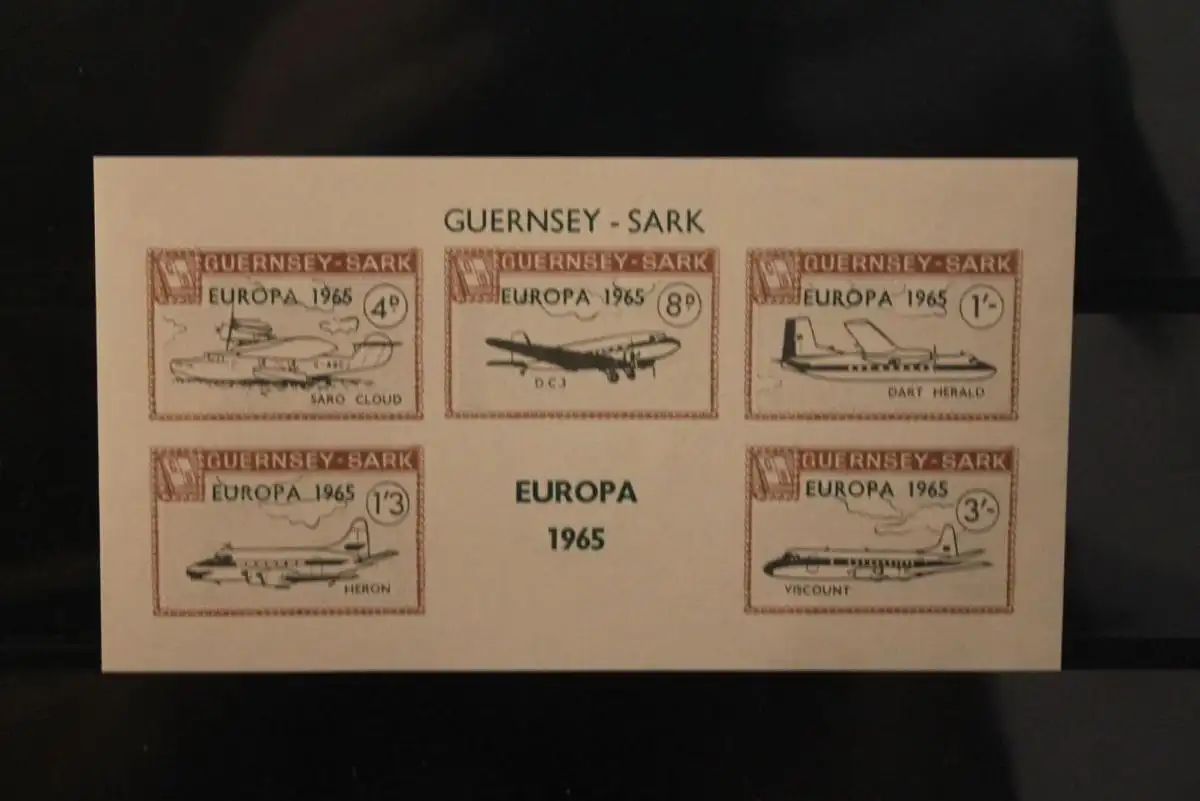 GUERNSEY - SARK
GUERNSEY-SARK
EUROPA 1965
4D
SARO CLOUD
GUERNSEY-SARK
EUROPA 1965
8D
DC3
GUERNSEY-SARK
EUROPA 1965
1'-
DART HERALD
GUERNSEY-SARK
EUROPA 1965
1'3
HERON
EUROPA
1965
GUERNSEY-SARK
EUROPA 1965
3'-
VISCOUNT